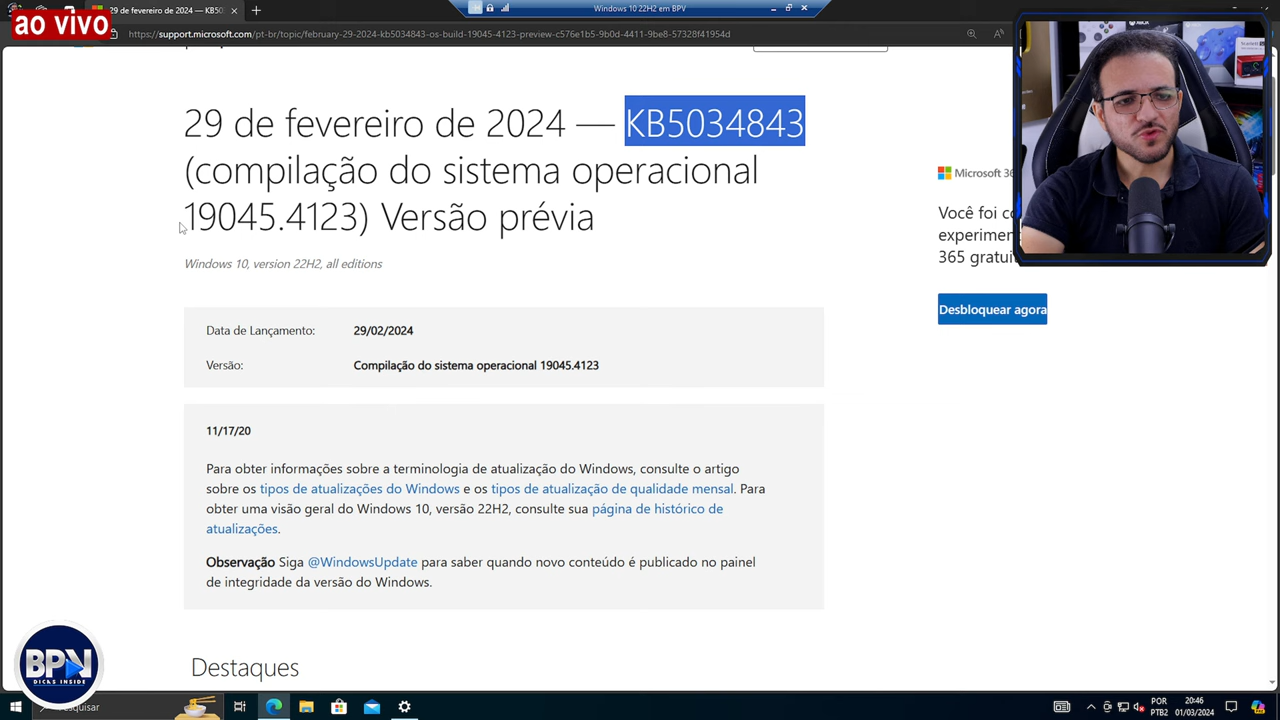 ao vivo
29 de fevereiro de 2024 — KB50
Windows 10 22H2 em BPV
https://support.microsoft.com/pt-br/topic/february-29-2024-kb5034843-os-build-19045-4123-preview-c576e1b5-9b0d-4411-9be8-57328f41954d
29 de fevereiro de 2024 — KB5034843
(compilação do sistema operacional
19045.4123) Versão prévia
Windows 10, version 22H2, all editions
Data de Lançamento: 29/02/2024
Versão: Compilação do sistema operacional 19045.4123
11/17/20
Para obter informações sobre a terminologia de atualização do Windows, consulte o artigo
sobre os tipos de atualizações do Windows e os tipos de atualização de qualidade mensal. Para
obter uma visão geral do Windows 10, versão 22H2, consulte sua página de histórico de
atualizações.
Observação Siga @WindowsUpdate para saber quando novo conteúdo é publicado no painel
de integridade da versão do Windows.
Destaques
Microsoft 36
Você foi co
experimen
365 gratuit
Desbloquear agora
BPV
DICAS INSIDE
squisar
POR
PTB2
20:46
01/03/2024